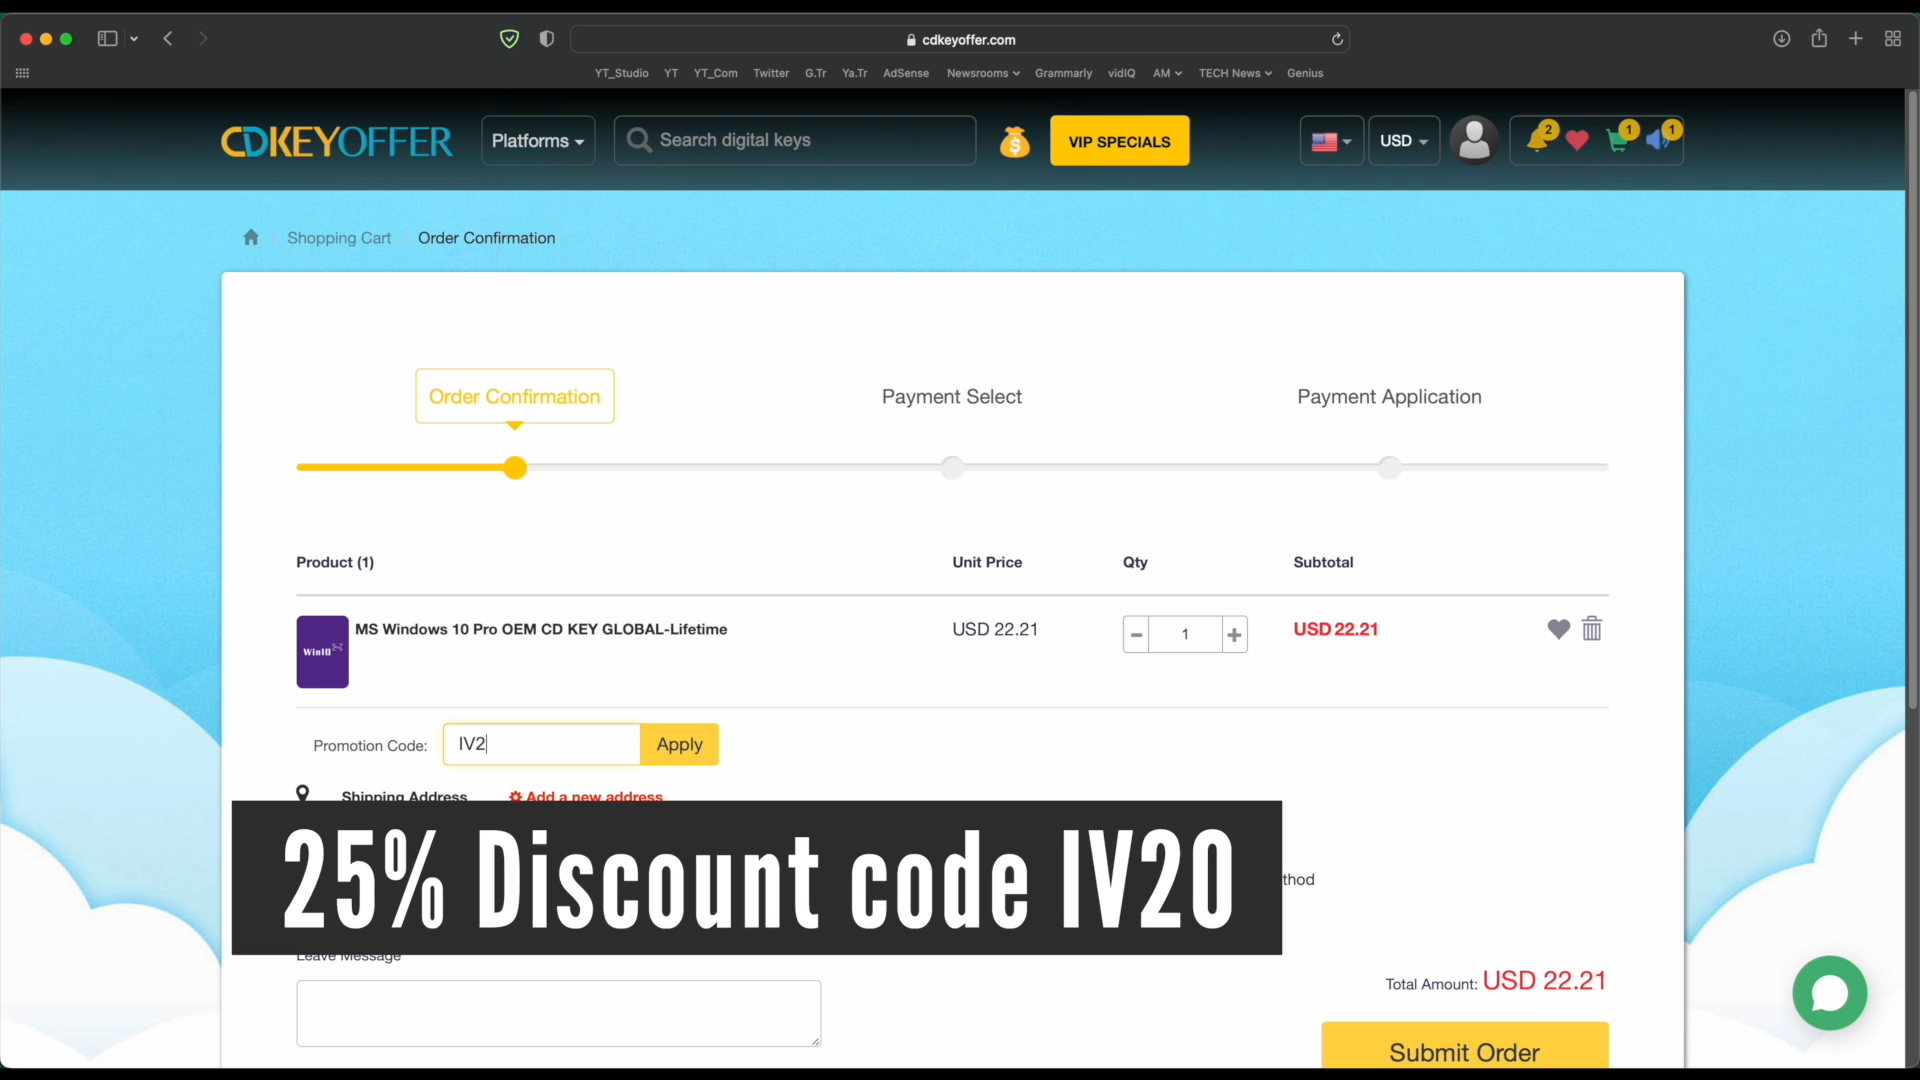 cdkeyoffer.com
YT_Studio YT YT_Com Twitter G.Tr Ya.Tr AdSense Newsrooms Grammarly vidIQ AM TECH News Genius
CDKEYOFFER Platforms Search digital keys VIP SPECIALS USD 2 1 1
Shopping Cart / Order Confirmation
Order Confirmation Payment Select Payment Application
Product (1) Unit Price Qty Subtotal
MS Windows 10 Pro OEM CD KEY GLOBAL-Lifetime USD 22.21 1 USD 22.21
Win10
Promotion Code: IV2 Apply
Shipping Address Add a new address
25% Discount code IV20
thod
Leave Message
Total Amount: USD 22.21
Submit Order